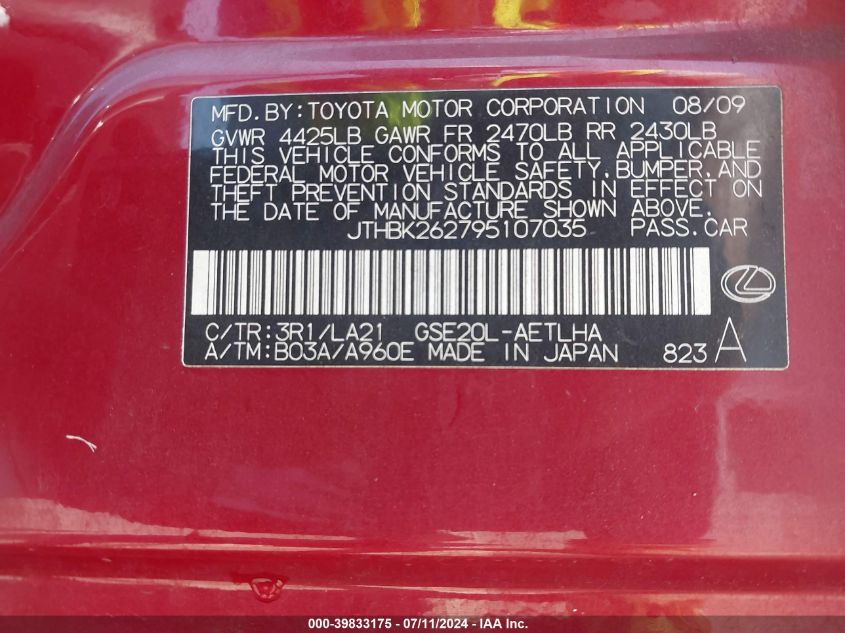 MFD. BY: TOYOTA MOTOR CORPORATION 08/09
GVWR 4425LB GAWR FR 2470LB RR 2430LB
THIS VEHICLE CONFORMS TO ALL APPLICABLE
FEDERAL MOTOR VEHICLE SAFETY, BUMPER, AND
THEFT PREVENTION STANDARDS IN EFFECT ON
THE DATE OF MANUFACTURE SHOWN ABOVE.
JTHBK262795107035 PASS. CAR
C/TR: 3R1/LA21 GSE20L-AETLHA
A/TM: B03A/A960E MADE IN JAPAN 823 A
000-39833175 - 07/11/2024 - IAA Inc.